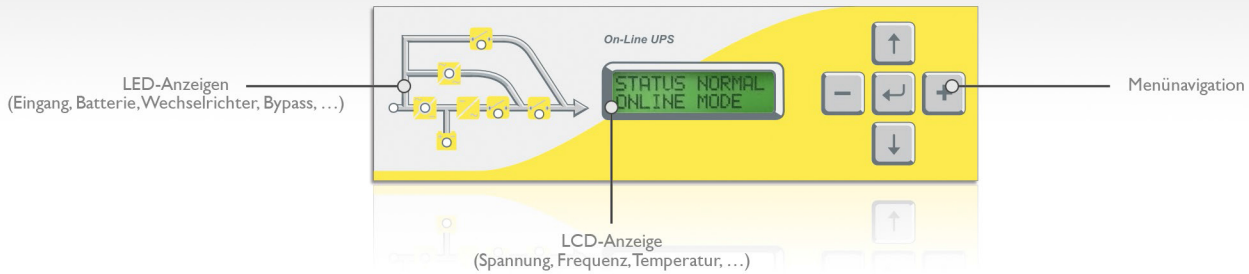 On-Line UPS
STATUS NORMAL
ONLINE MODE
LED-Anzeigen
(Eingang, Batterie, Wechselrichter, Bypass, …)
Menünavigation
LCD-Anzeige
(Spannung, Frequenz, Temperatur, …)